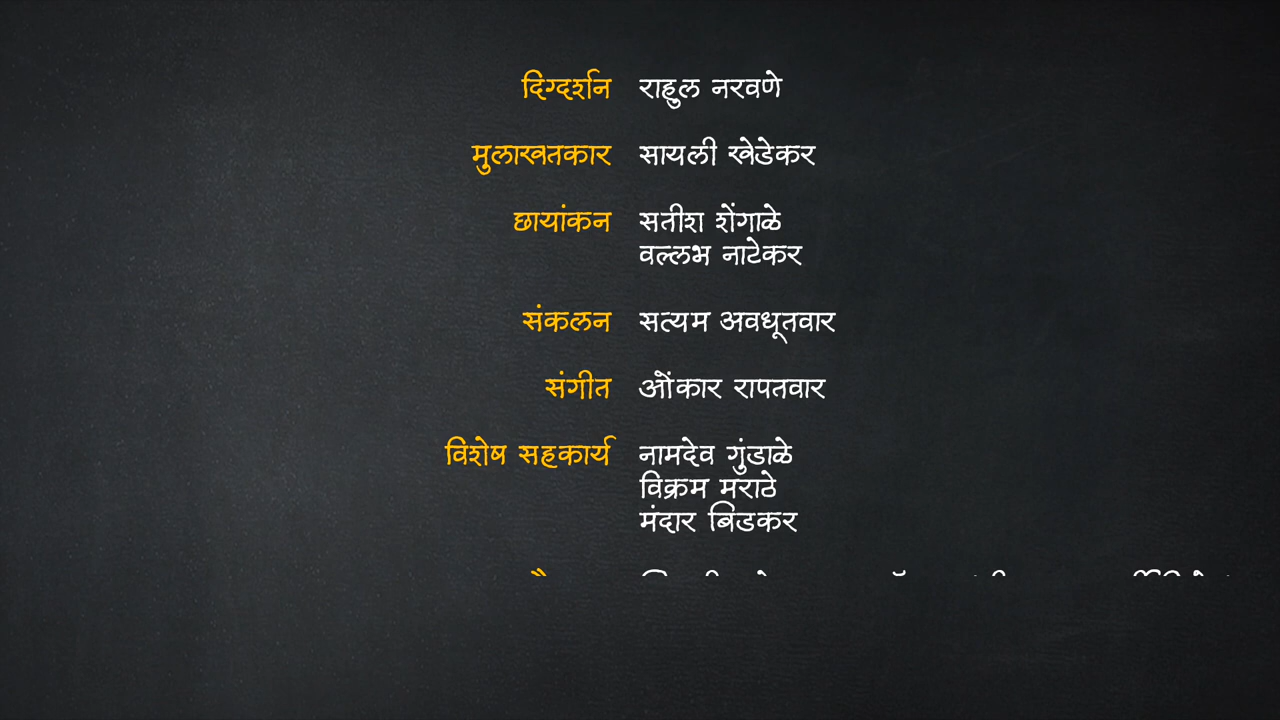 दिग्दर्शन राहुल नरवणे
मुलाखतकार सायली खेडेकर
छायांकन सतीश शेंगाळे
वल्लभ नाटेकर
संकलन सत्यम अवधूतवार
संगीत ओंकार रापतवार
विशेष सहकार्य नामदेव गुंडाळे
विक्रम मराठे
मंदार बिडकर